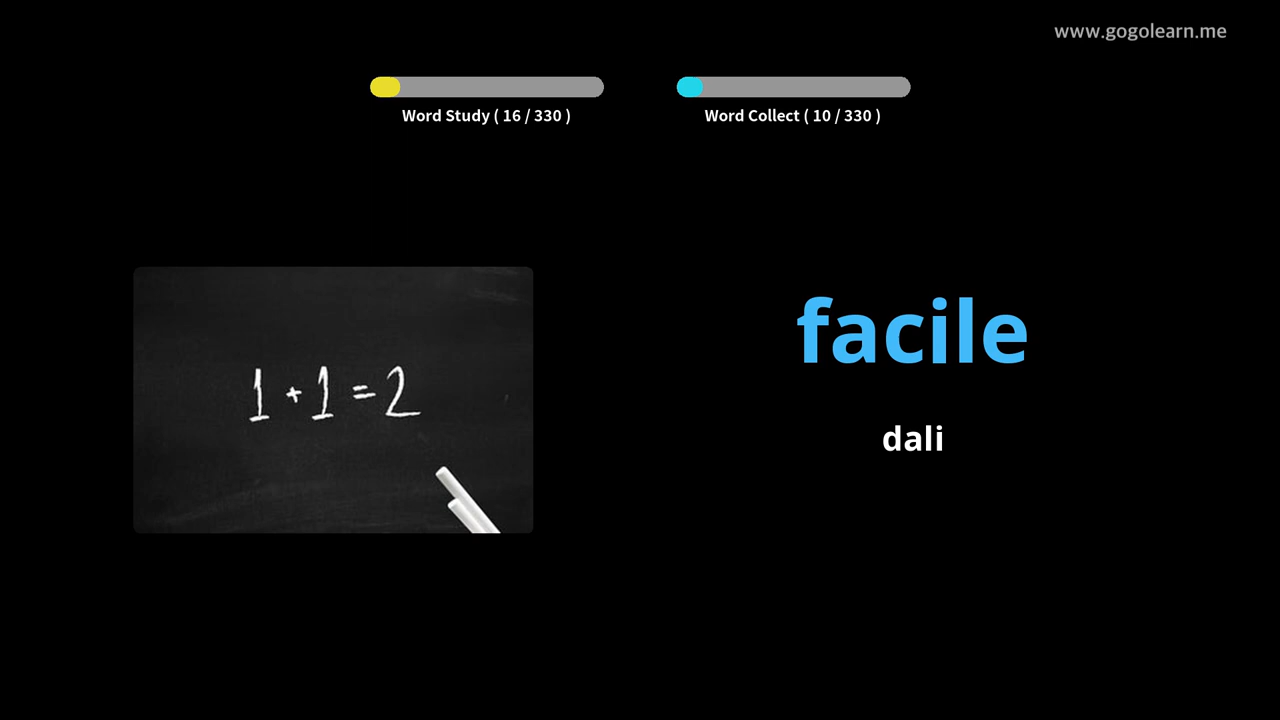 www.gogolearn.me
Word Study ( 16 / 330 )
Word Collect ( 10 / 330 )
1 + 1 = 2
facile
dali